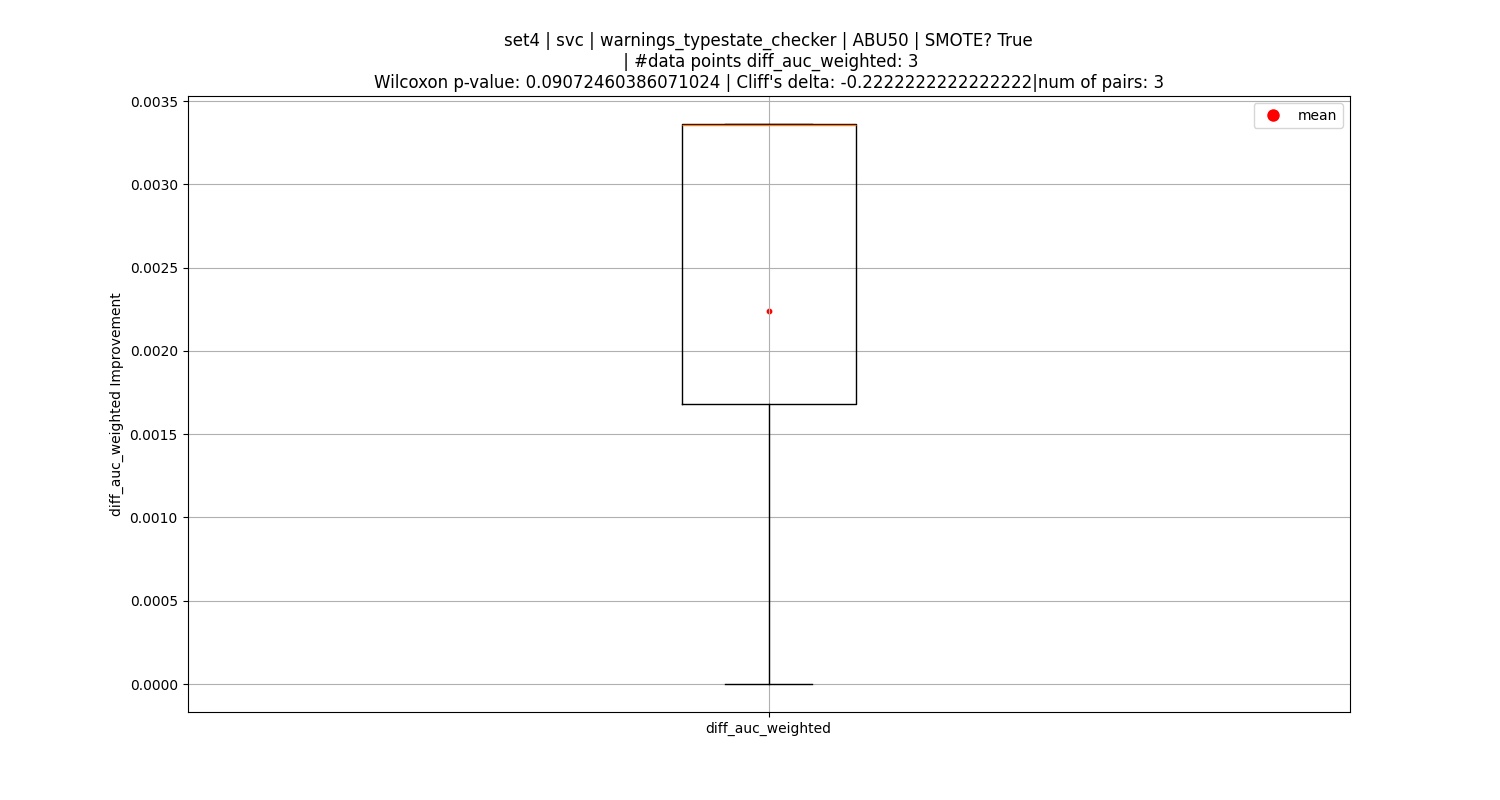 set4 | svc | warnings_typestate_checker | ABU50 | SMOTE? True
| #data points diff_auc_weighted: 3
Wilcoxon p-value: 0.09072460386071024 | Cliff's delta: -0.2222222222222222|num of pairs: 3
mean
0.0035
0.0030
0.0025
0.0020
0.0015
0.0010
0.0005
0.0000
diff_auc_weighted Improvement
diff_auc_weighted